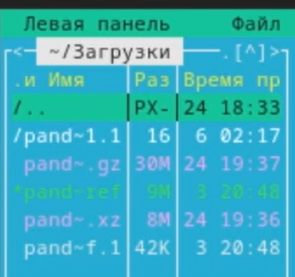 Левая панель Файл
<— ~/Загрузки —.[^]>
.и Имя Раз Время пр
/.. РХ- 24 18:33
/pand~1.1 16 6 02:17
pand~.gz 30M 24 19:37
*pand~ref 9M 3 20:48
pand~.xz 8M 24 19:36
pand~f.1 42K 3 20:48